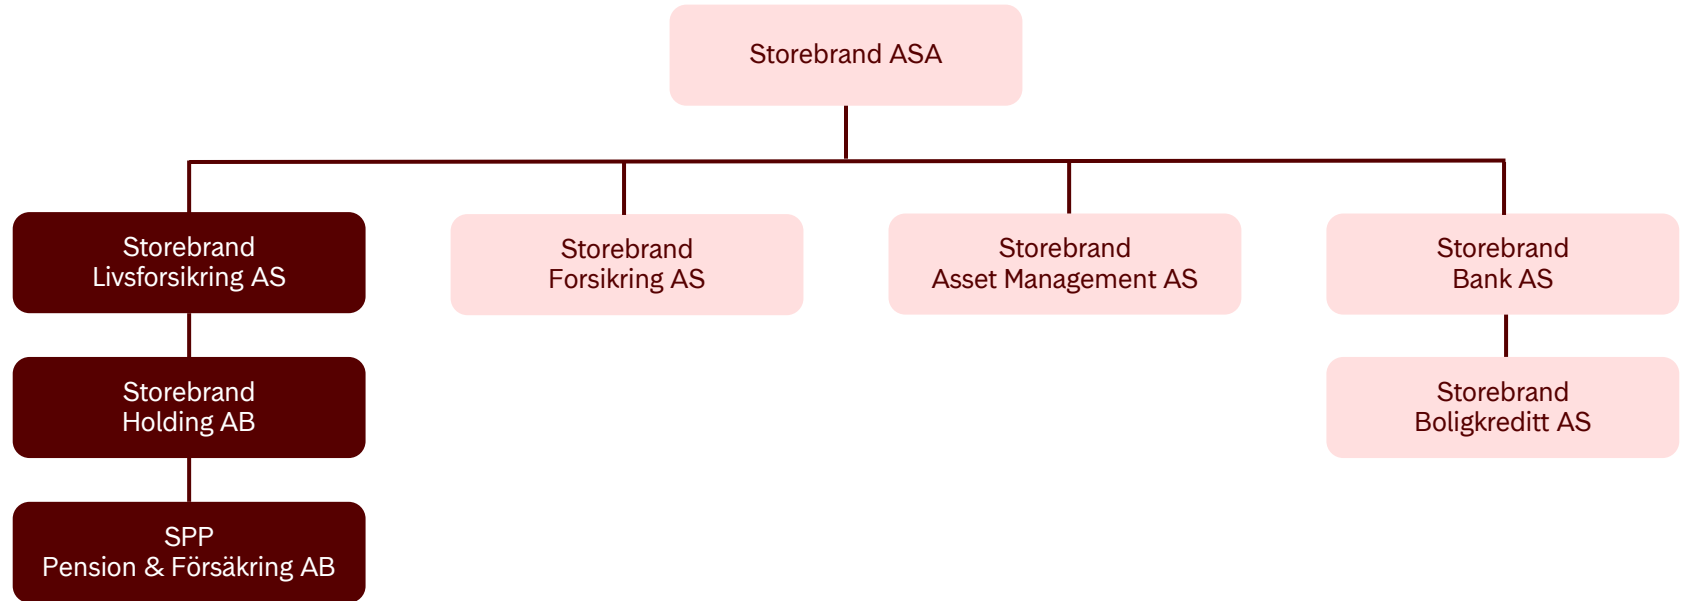 Storebrand ASA
Storebrand
Livsforsikring AS
Storebrand
Forsikring AS
Storebrand
Asset Management AS
Storebrand
Bank AS
Storebrand
Holding AB
Storebrand
Boligkreditt AS
SPP
Pension & Försäkring AB